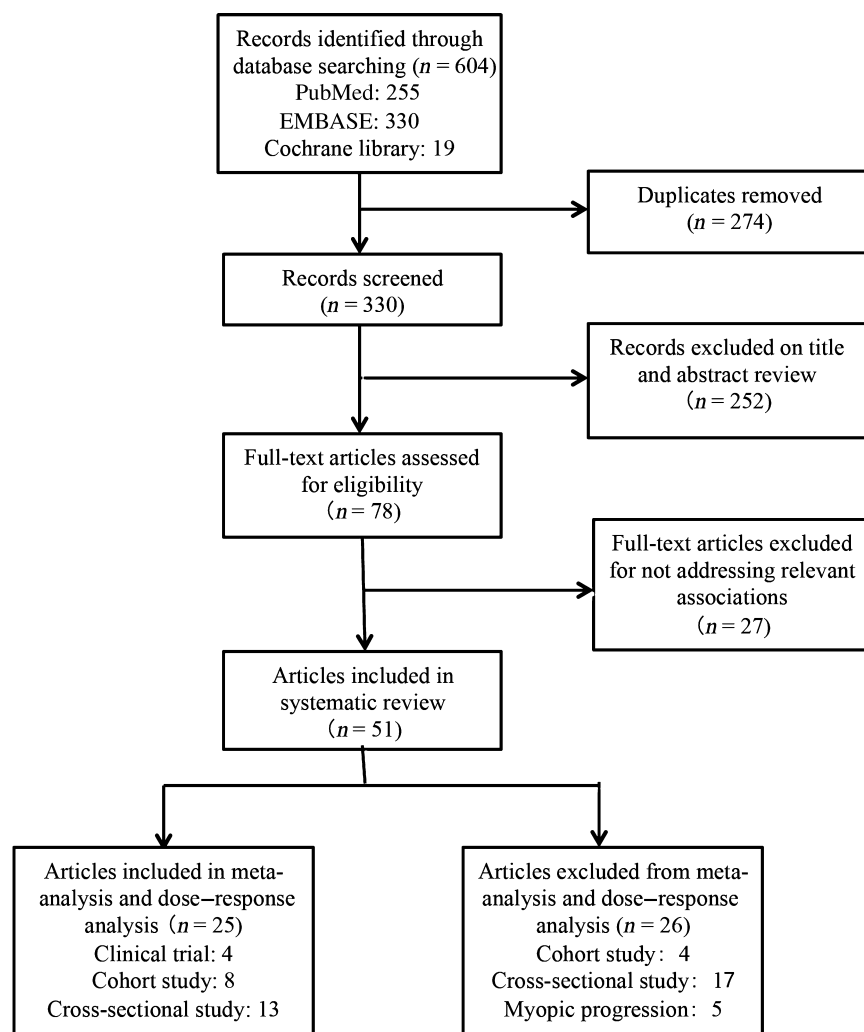 Records identified through
database searching (n = 604)
PubMed: 255
EMBASE: 330
Cochrane library: 19
Duplicates removed
(n = 274)
Records screened
(n = 330)
Records excluded on title
and abstract review
（n = 252)
Full-text articles assessed
for eligibility
（n = 78)
Full-text articles excluded
for not addressing relevant
associations
（n = 27)
Articles included in
systematic review
（n = 51)
Articles included in meta-
analysis and dose–response
analysis（n = 25)
Clinical trial: 4
Cohort study: 8
Cross-sectional study: 13
Articles excluded from meta-
analysis and dose–response
analysis (n = 26)
Cohort study： 4
Cross-sectional study： 17
Myopic progression： 5